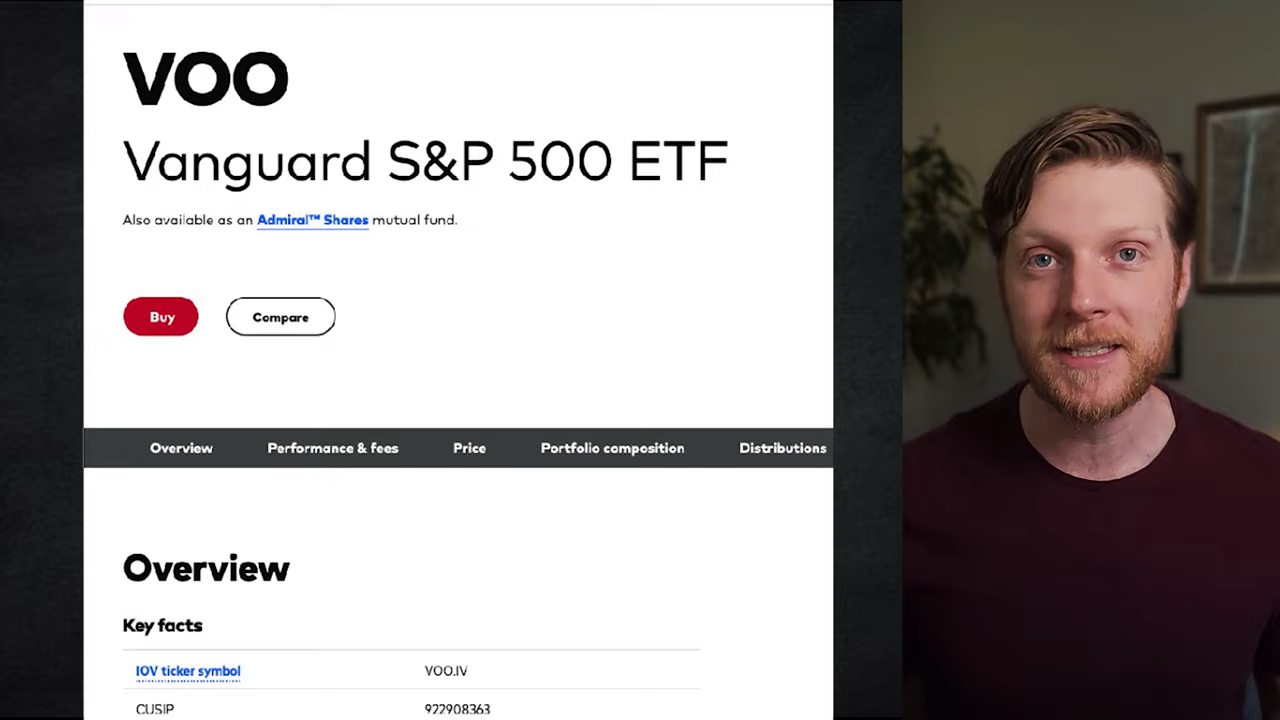 VOO
Vanguard S&P 500 ETF
Also available as an Admiral™ Shares mutual fund.
Buy Compare
Overview Performance & fees Price Portfolio composition Distributions
Overview
Key facts
IOV ticker symbol VOO.IV
CUSIP 922908363